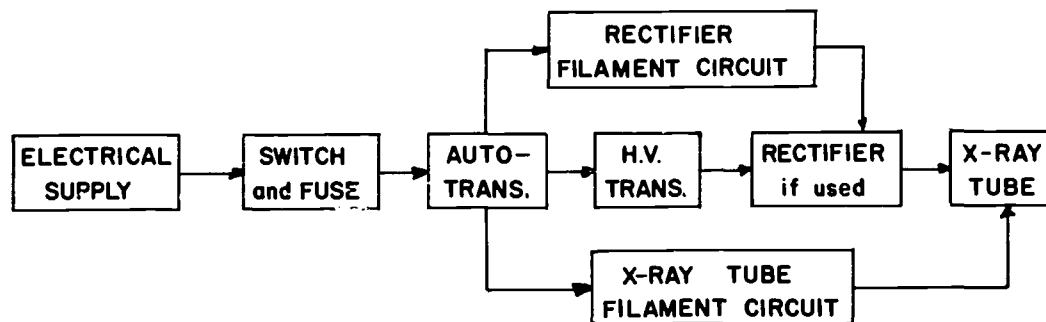 RECTIFIER
FILAMENT CIRCUIT
ELECTRICAL
SUPPLY
SWITCH
and FUSE
AUTO-
TRANS.
H.V.
TRANS.
RECTIFIER
if used
X-RAY
TUBE
X-RAY TUBE
FILAMENT CIRCUIT